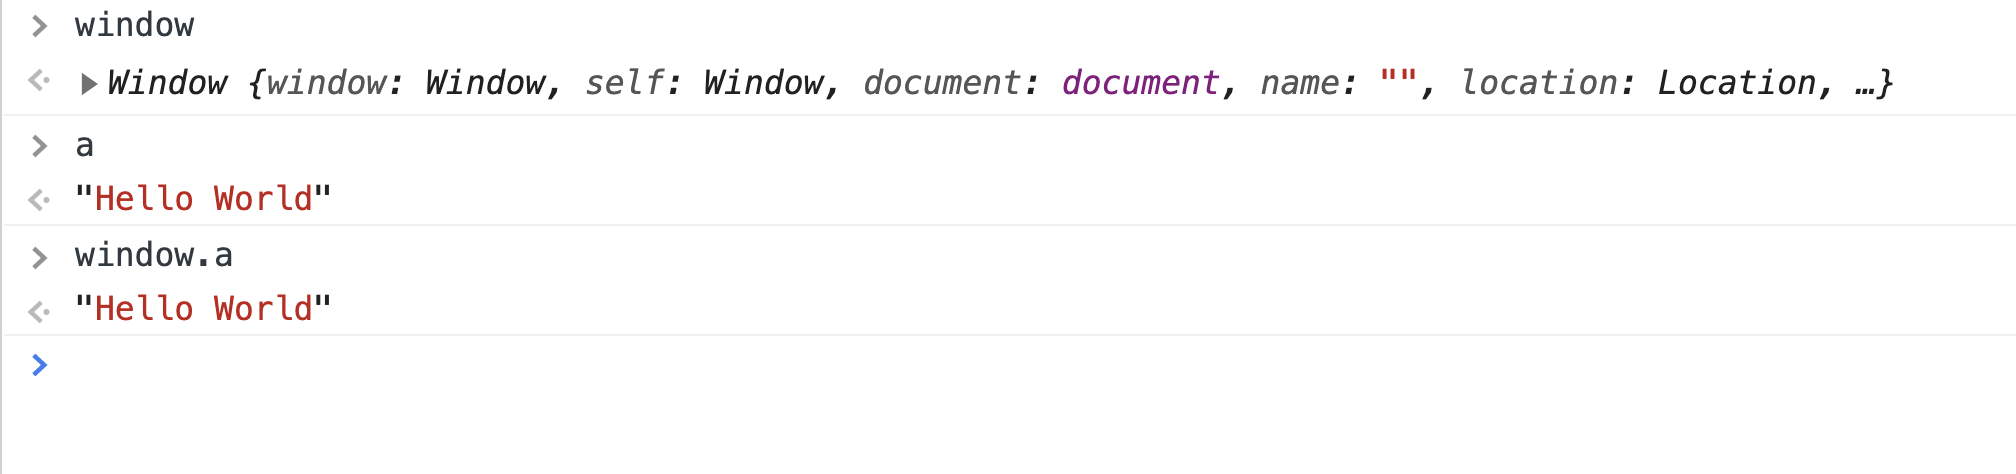 window
Window {window: Window, self: Window, document: document, name: "", location: Location, …}
a
"Hello World"
window.a
"Hello World"